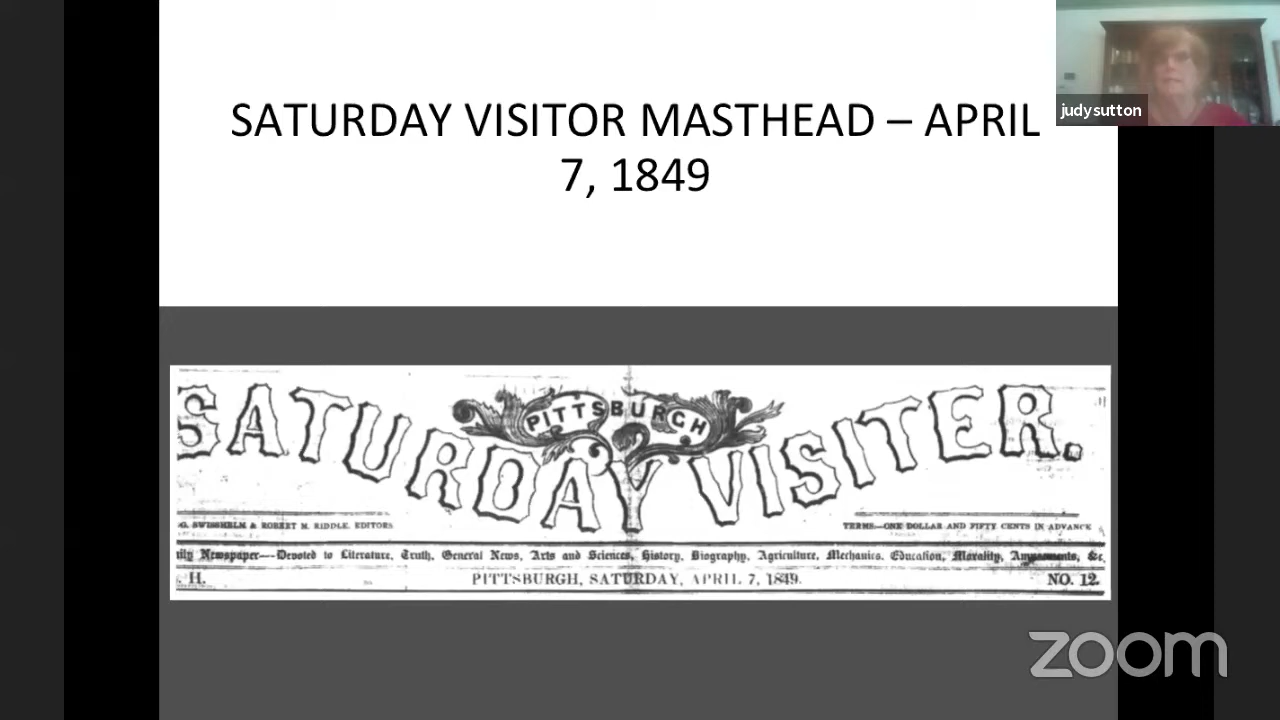 SATURDAY VISITOR MASTHEAD – APRIL
7, 1849
judysutton
PITTSBURGH
SATURDAY VISITER.
G. SWISSHELM & ROBERT M. RIDDLE, EDITORS
TERMS—ONE DOLLAR AND FIFTY CENTS IN ADVANCE
ily Newspaper---Devoted to Literature, Truth, General News, Arts and Sciences, History, Biography, Agriculture, Mechanics, Education, Morality, Amusements, &c.
H.
PITTSBURGH, SATURDAY, APRIL 7, 1849.
NO. 12.
zoom